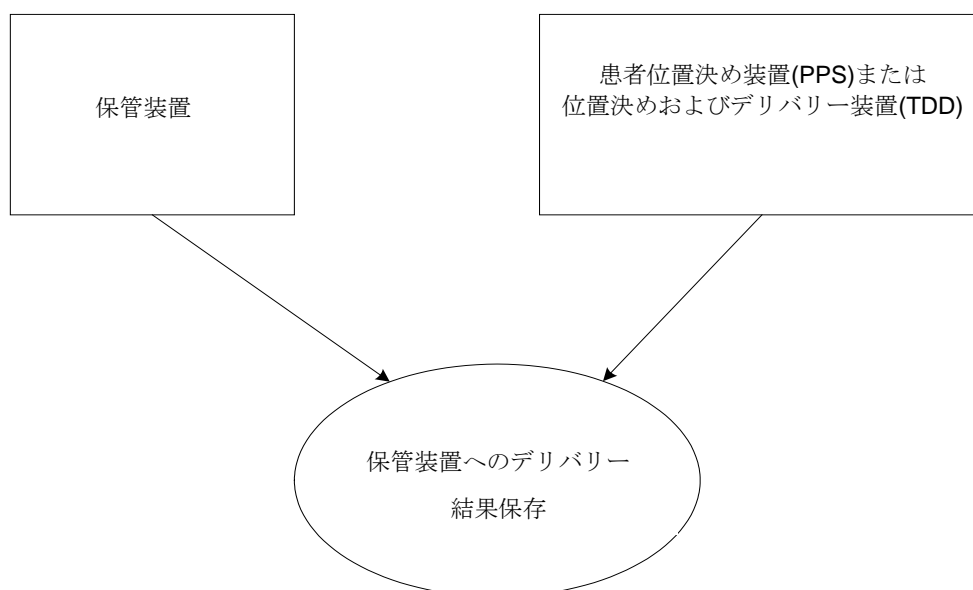 保管装置
患者位置決め装置(PPS)または
位置決めおよびデリバリー装置(TDD)
保管装置へのデリバリー
結果保存